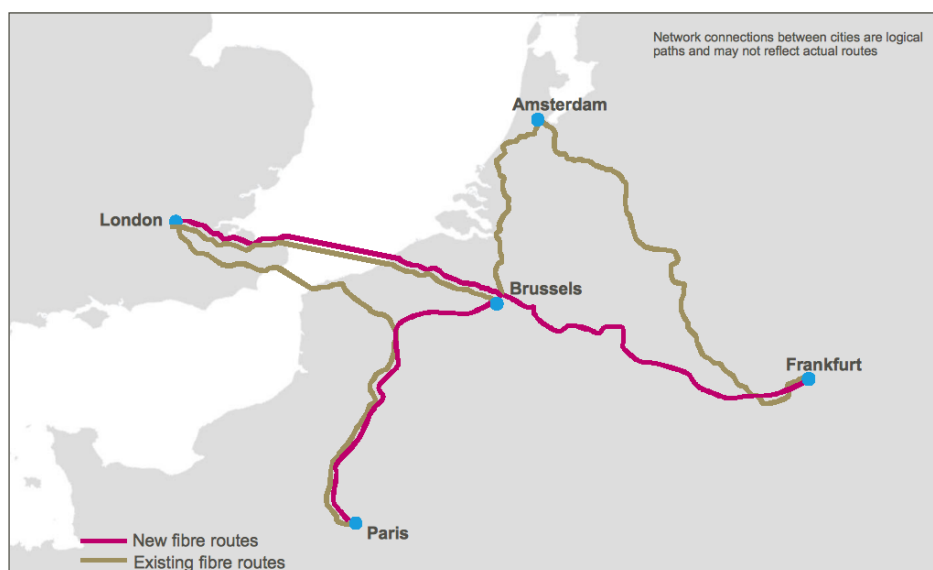 Network connections between cities are logical
paths and may not reflect actual routes
Amsterdam
London
Brussels
Frankfurt
Paris
New fibre routes
Existing fibre routes